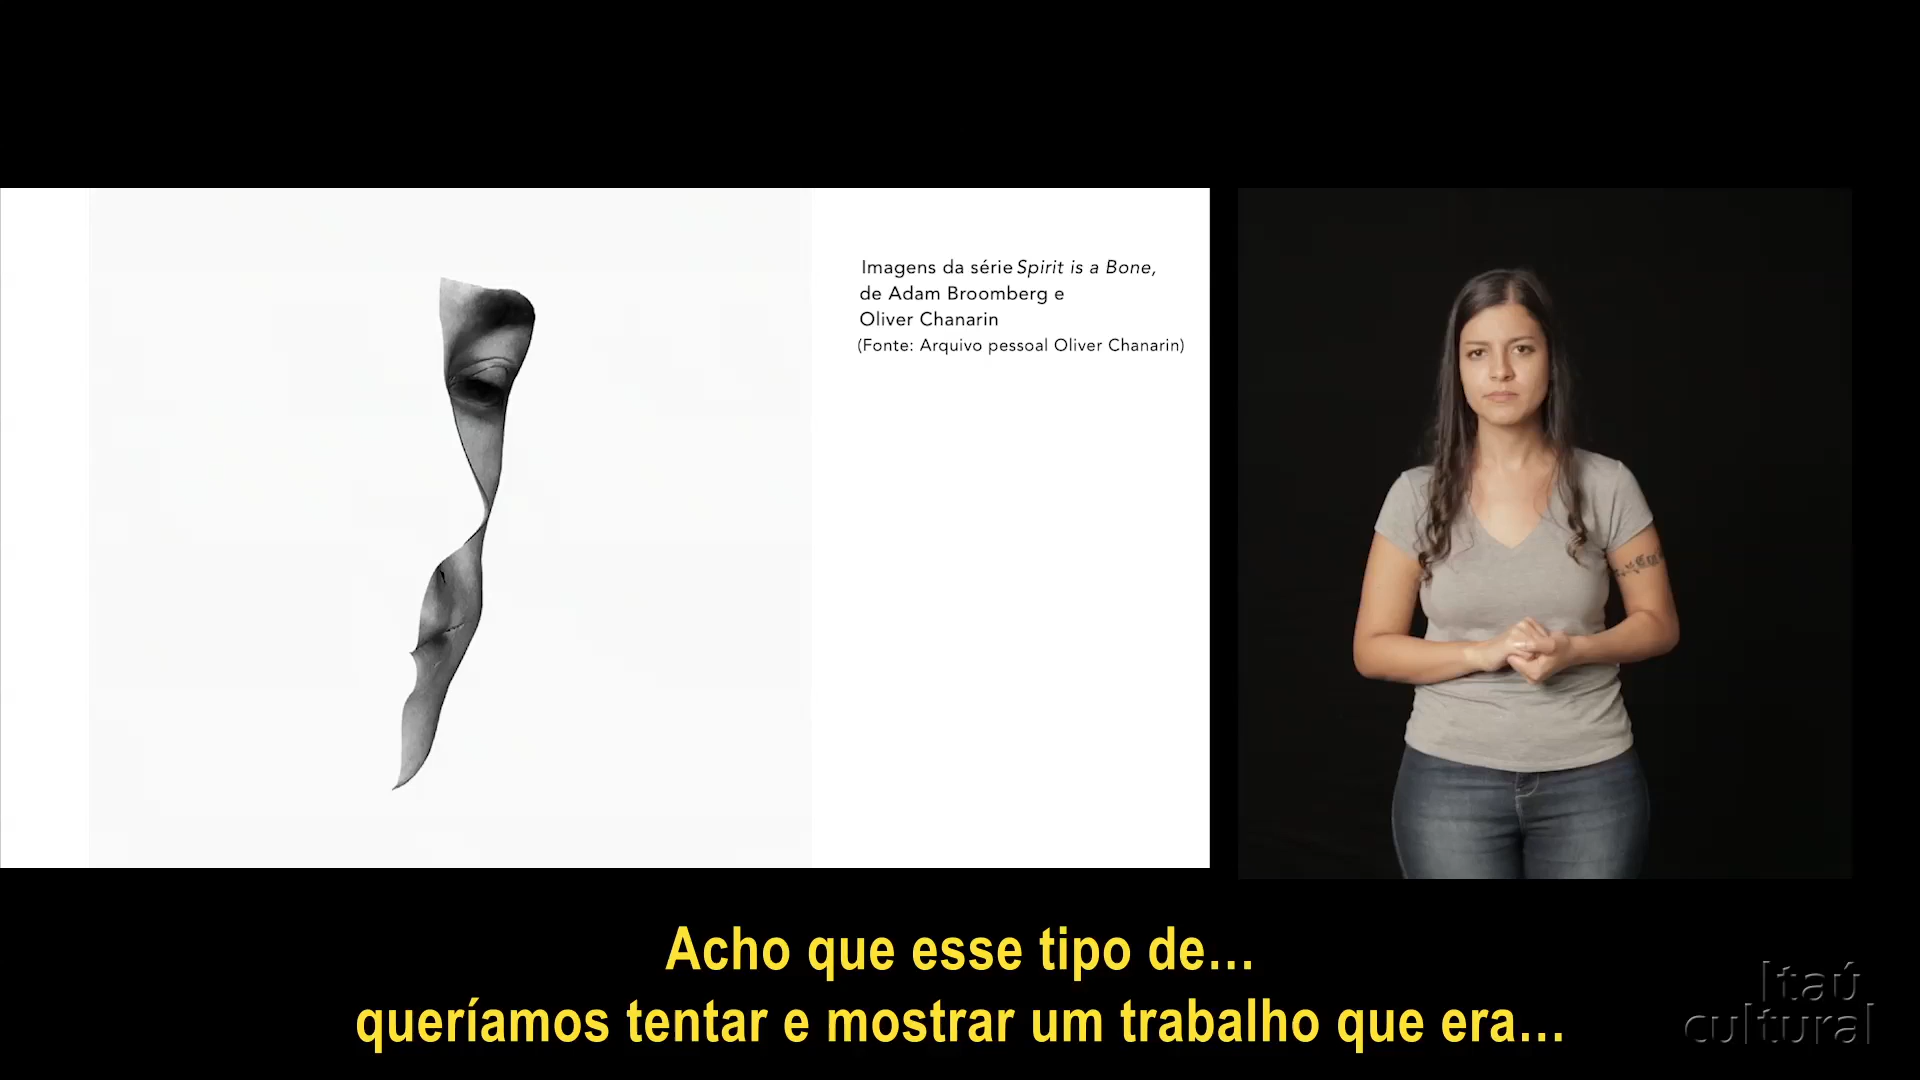 Imagens da série Spirit is a Bone,
de Adam Broomberg e
Oliver Chanarin
(Fonte: Arquivo pessoal Oliver Chanarin)
Acho que esse tipo de...
queríamos tentar e mostrar um trabalho que era...
Itaú
cultural